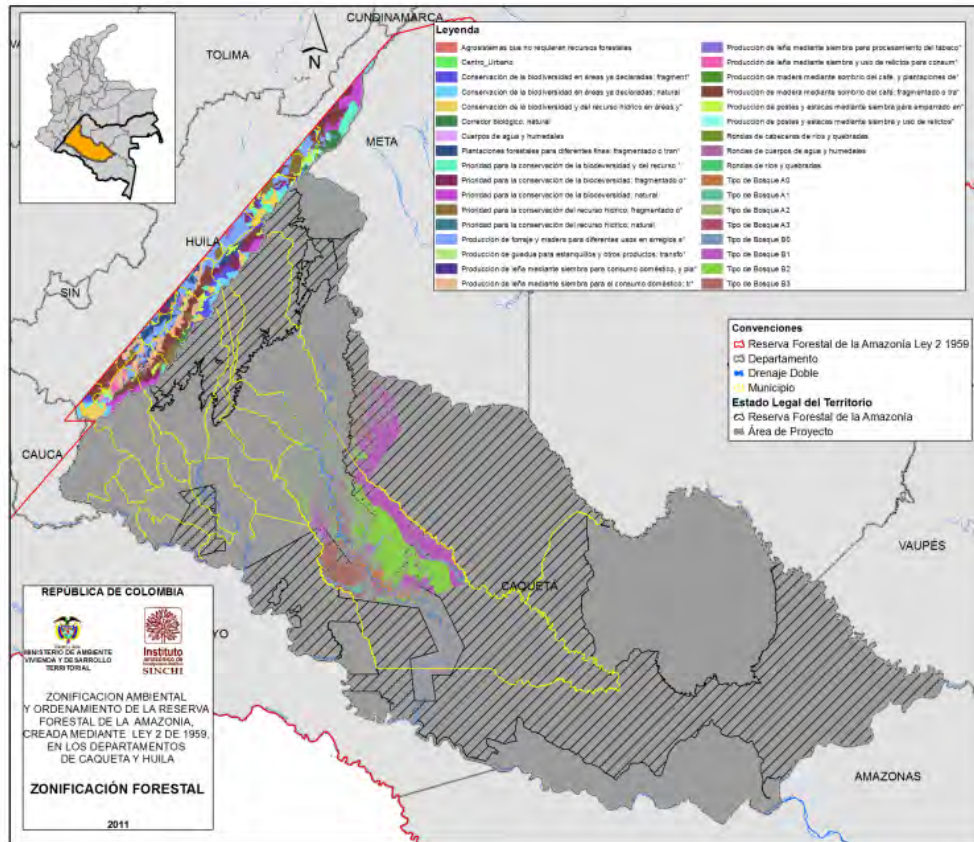 CUNDINAMARCA
TOLIMA
N
META
HUILA
SIN
CAUCA
CAQUETA
VAUPÉS
AMAZONAS
YO
Leyenda
Agrosistemas que no requieren recursos forestales
Centro_Urbano
Conservación de la biodiversidad en áreas ya declaradas; fragment*
Conservación de la biodiversidad en áreas ya declaradas; natural
Conservación de la biodiversidad y del recurso hídrico en áreas y*
Corredor biológico; natural
Cuerpos de agua y humedales
Plantaciones forestales para diferentes fines; fragmentado o tran*
Prioridad para la conservación de la biodeversidad y del recurso *
Prioridad para la conservación de la biodeversidad; fragmentado o*
Prioridad para la conservación de la biodeversidad; natural
Prioridad para la conservación del recurso hídrico; fragmentado o*
Prioridad para la conservación del recurso hídrico; natural
Producción de forraje y madera para diferentes usos en arreglos a*
Producción de guadua para estanquillos y otros productos; transfo*
Producción de leña mediante siembra para consumo doméstico, y pla*
Producción de leña mediante siembra para el consumo doméstico; tr*
Producción de leña mediante siembra para procesamiento del tabaco*
Producción de leña mediante siembra y uso de relictos para consum*
Producción de madera mediante sombrío del café, y plantaciones de*
Producción de madera mediante sombrío del café; fragmentado o tra*
Producción de postes y estacas mediante siembra para emparrado en*
Producción de postes y estacas mediante siembra y uso de relictos*
Rondas de cabeceras de ríos y quebradas
Rondas de cuerpos de agua y humedales
Rondas de ríos y quebradas
Tipo de Bosque A0
Tipo de Bosque A1
Tipo de Bosque A2
Tipo de Bosque A3
Tipo de Bosque B0
Tipo de Bosque B1
Tipo de Bosque B2
Tipo de Bosque B3
Convenciones
Reserva Forestal de la Amazonía Ley 2 1959
Departamento
Drenaje Doble
Municipio
Estado Legal del Territorio
Reserva Forestal de la Amazonía
Área de Proyecto
REPÚBLICA DE COLOMBIA
MINISTERIO DE AMBIENTE
VIVIENDA Y DESARROLLO
TERRITORIAL
Instituto
SINCHI
ZONIFICACION AMBIENTAL
Y ORDENAMIENTO DE LA RESERVA
FORESTAL DE LA AMAZONIA,
CREADA MEDIANTE LEY 2 DE 1959,
EN LOS DEPARTAMENTOS
DE CAQUETA Y HUILA
ZONIFICACIÓN FORESTAL
2011